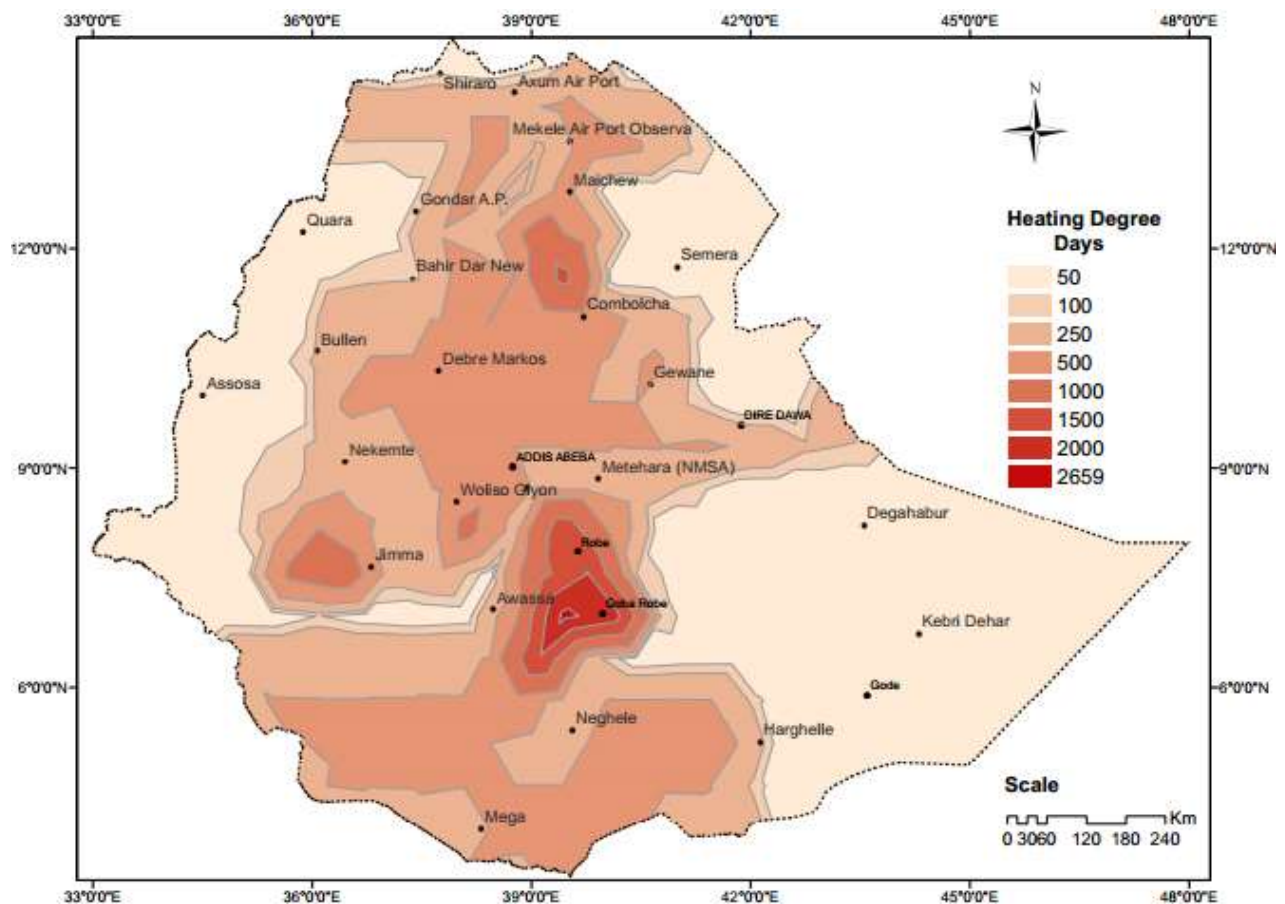 33°0'0"E 36°0'0"E 39°0'0"E 42°0'0"E 45°0'0"E 48°0'0"E
N
Shiraro
Axum Air Port
Mekele Air Port Observa
Maichew
Gondar A.P.
Quara
12°0'0"N
12°0'0"N
Semera
Bahir Dar New
Combolcha
Bullen
Debre Markos
Gewane
Assosa
DIRE DAWA
Nekemte
ADDIS ABEBA
9°0'0"N
9°0'0"N
Metehara (NMSA)
Woliso Giyon
Degahabur
Robe
Jimma
Awassa
Goba Robe
Kebri Dehar
6°0'0"N
6°0'0"N
Gode
Neghele
Harghelle
Mega
Heating Degree
Days
50
100
250
500
1000
1500
2000
2659
Scale
Km
0 30 60 120 180 240
33°0'0"E 36°0'0"E 39°0'0"E 42°0'0"E 45°0'0"E 48°0'0"E